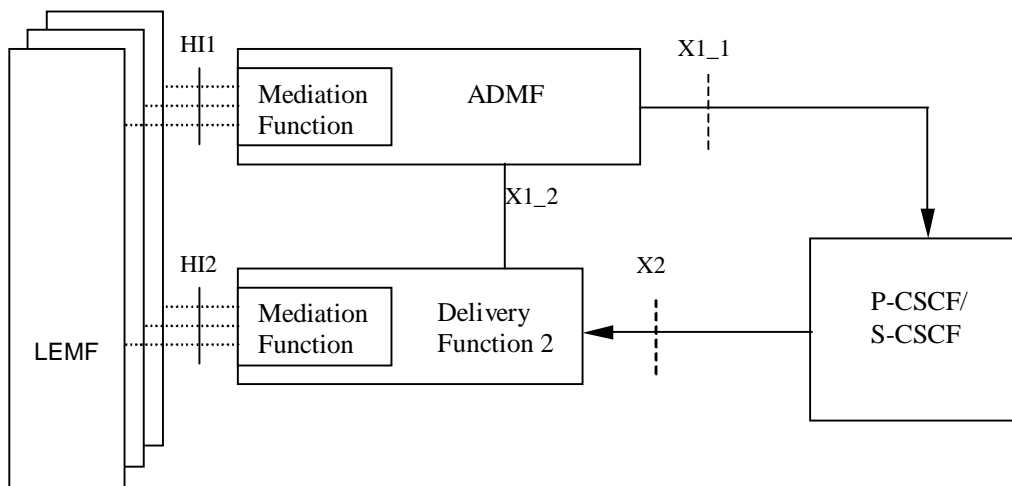 HI1
X1_1
Mediation
Function
ADMF
X1_2
HI2
X2
Mediation
Function
Delivery
Function 2
P-CSCF/
S-CSCF
LEMF